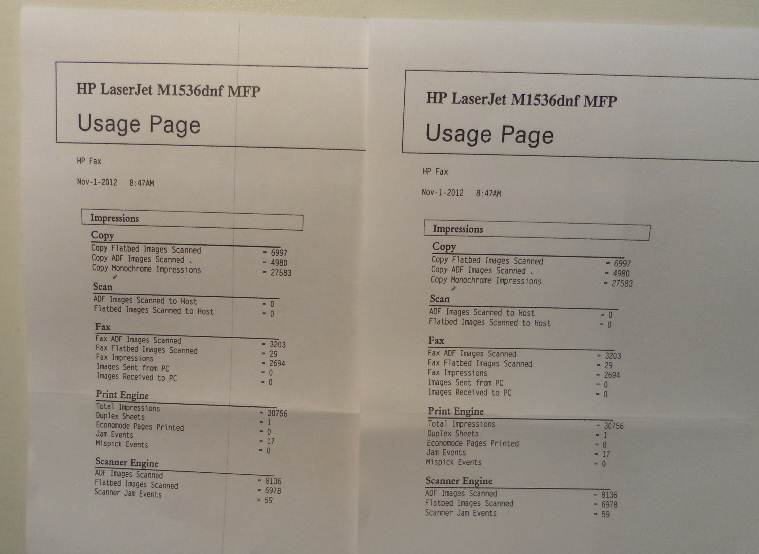 HP LaserJet M1536dnf MFP
Usage Page
HP Fax
Nov-1-2012 8:47AM
Impressions
Copy
Copy Flatbed Images Scanned = 6997
Copy ADF Images Scanned . = 4980
Copy Monochrome Impressions = 27583
Scan
ADF Images Scanned to Host = 0
Flatbed Images Scanned to Host = 0
Fax
Fax ADF Images Scanned = 3203
Fax Flatbed Images Scanned = 29
Fax Impressions = 2694
Images Sent from PC = 0
Images Received to PC = 0
Print Engine
Total Impressions = 30756
Duplex Sheets = 1
Economode Pages Printed = 0
Jam Events = 17
Mispick Events = 0
Scanner Engine
ADF Images Scanned = 8136
Flatbed Images Scanned = 6978
Scanner Jam Events = 59
HP LaserJet M1536dnf MFP
Usage Page
HP Fax
Nov-1-2012 8:47AM
Impressions
Copy
Copy Flatbed Images Scanned = 6997
Copy ADF Images Scanned . = 4980
Copy Monochrome Impressions = 27583
Scan
ADF Images Scanned to Host = 0
Flatbed Images Scanned to Host = 0
Fax
Fax ADF Images Scanned = 3203
Fax Flatbed Images Scanned = 29
Fax Impressions = 2694
Images Sent from PC = 0
Images Received to PC = 0
Print Engine
Total Impressions = 30756
Duplex Sheets = 1
Economode Pages Printed = 0
Jam Events = 17
Mispick Events = 0
Scanner Engine
ADF Images Scanned = 8136
Flatbed Images Scanned = 6978
Scanner Jam Events = 59